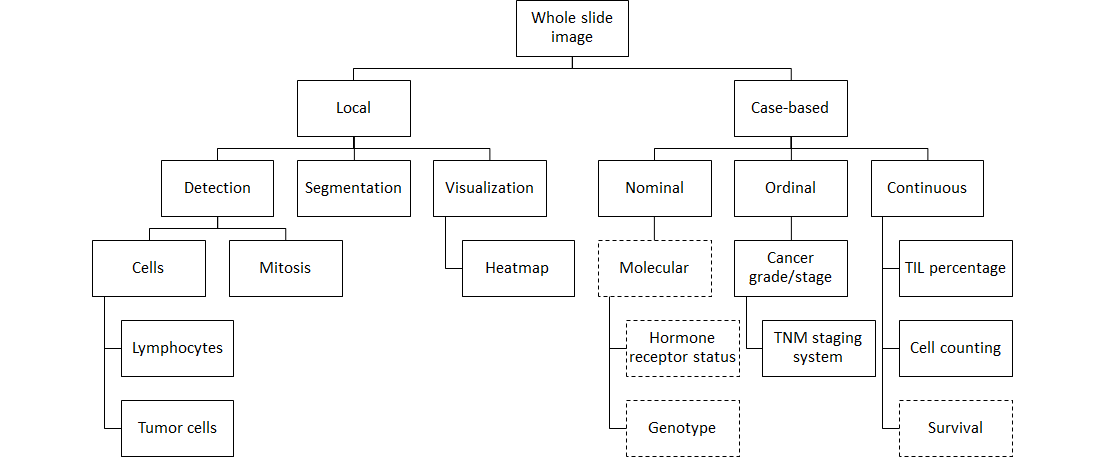 Whole slide
image
Local
Case-based
Detection
Segmentation
Visualization
Nominal
Ordinal
Continuous
Cells
Mitosis
Heatmap
Molecular
Cancer
grade/stage
TIL percentage
Lymphocytes
Hormone
receptor status
TNM staging
system
Cell counting
Tumor cells
Genotype
Survival